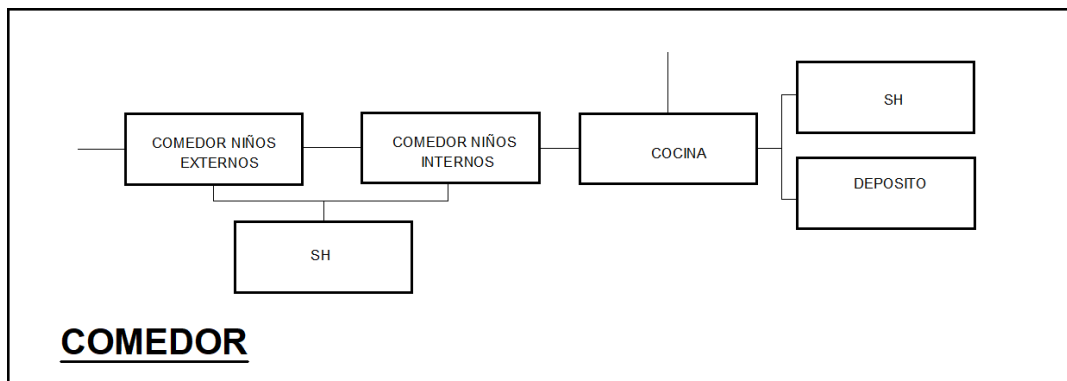 SH
COMEDOR NIÑOS
EXTERNOS
COMEDOR NIÑOS
INTERNOS
COCINA
DEPOSITO
SH
COMEDOR